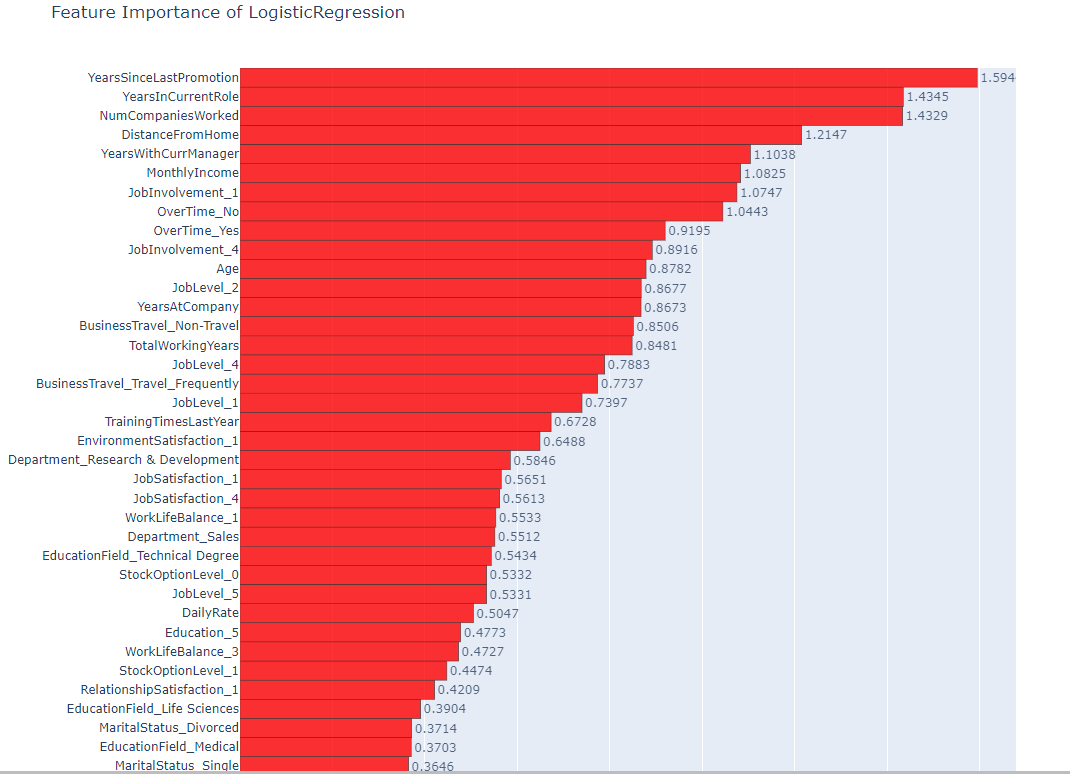 Feature Importance of LogisticRegression
YearsSinceLastPromotion 1.594
YearsInCurrentRole 1.4345
NumCompaniesWorked 1.4329
DistanceFromHome 1.2147
YearsWithCurrManager 1.1038
MonthlyIncome 1.0825
JobInvolvement_1 1.0747
OverTime_No 1.0443
OverTime_Yes 0.9195
JobInvolvement_4 0.8916
Age 0.8782
JobLevel_2 0.8677
YearsAtCompany 0.8673
BusinessTravel_Non-Travel 0.8506
TotalWorkingYears 0.8481
JobLevel_4 0.7883
BusinessTravel_Travel_Frequently 0.7737
JobLevel_1 0.7397
TrainingTimesLastYear 0.6728
EnvironmentSatisfaction_1 0.6488
Department_Research & Development 0.5846
JobSatisfaction_1 0.5651
JobSatisfaction_4 0.5613
WorkLifeBalance_1 0.5533
Department_Sales 0.5512
EducationField_Technical Degree 0.5434
StockOptionLevel_0 0.5332
JobLevel_5 0.5331
DailyRate 0.5047
Education_5 0.4773
WorkLifeBalance_3 0.4727
StockOptionLevel_1 0.4474
RelationshipSatisfaction_1 0.4209
EducationField_Life Sciences 0.3904
MaritalStatus_Divorced 0.3714
EducationField_Medical 0.3703
MaritalStatus_Single 0.3646